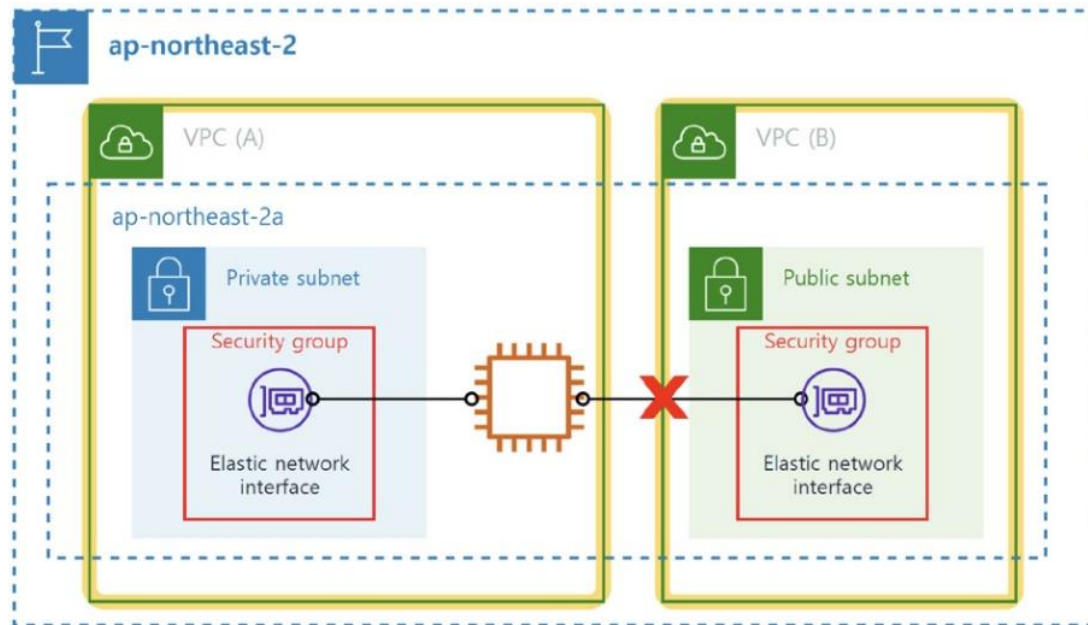 ap-northeast-2
VPC (A)
VPC (B)
ap-northeast-2a
Private subnet
Public subnet
Security group
Security group
Elastic network
interface
Elastic network
interface